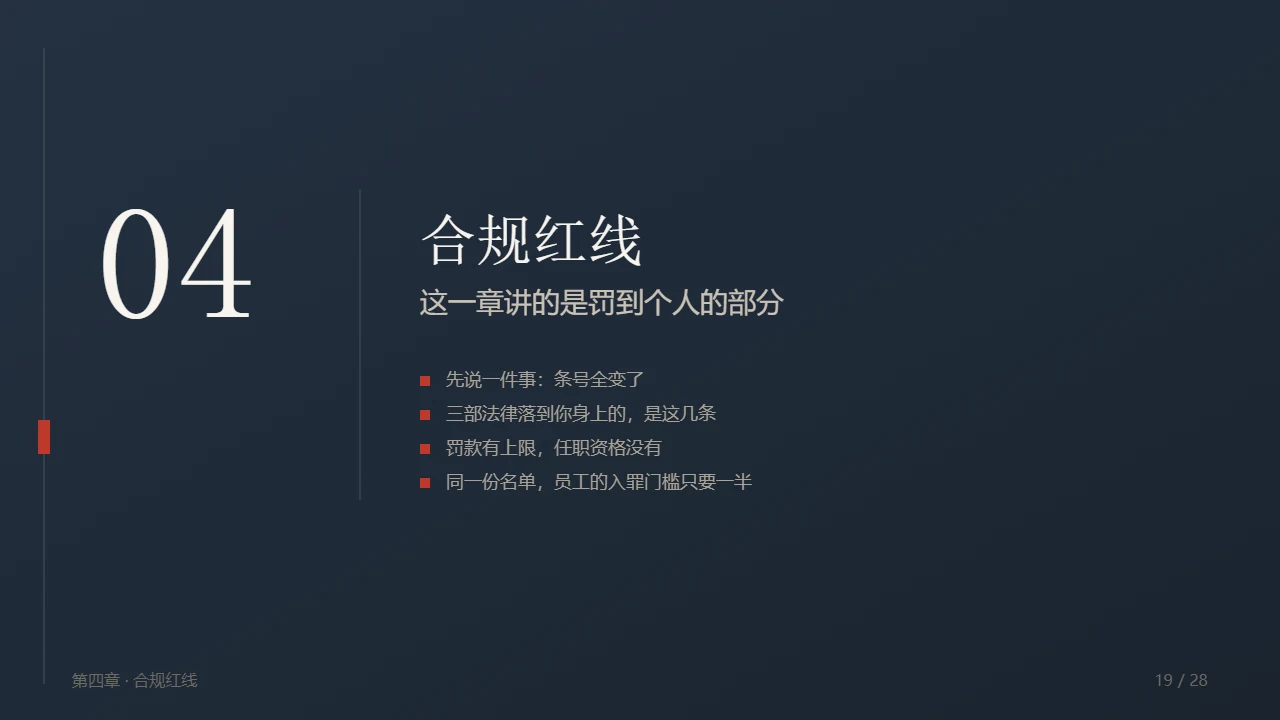 04
合规红线
这一章讲的是罚到个人的部分
先说一件事：条号全变了
三部法律落到你身上的，是这几条
罚款有上限，任职资格没有
同一份名单，员工的入罪门槛只要一半
第四章 · 合规红线
19 / 28